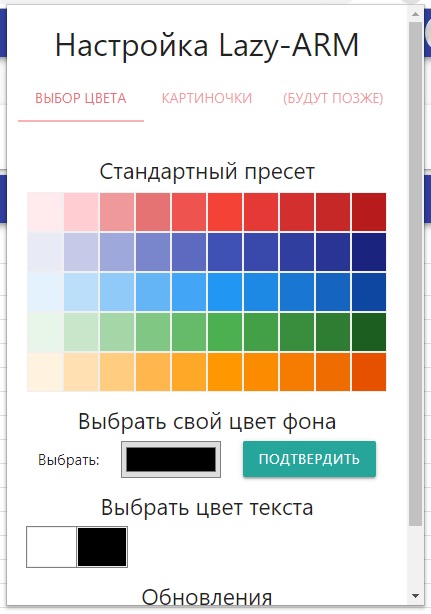 Настройка Lazy-ARM
ВЫБОР ЦВЕТА КАРТИНОЧКИ (БУДУТ ПОЗЖЕ)
Стандартный пресет
Выбрать свой цвет фона
Выбрать: ПОДТВЕРДИТЬ
Выбрать цвет текста
Обновления